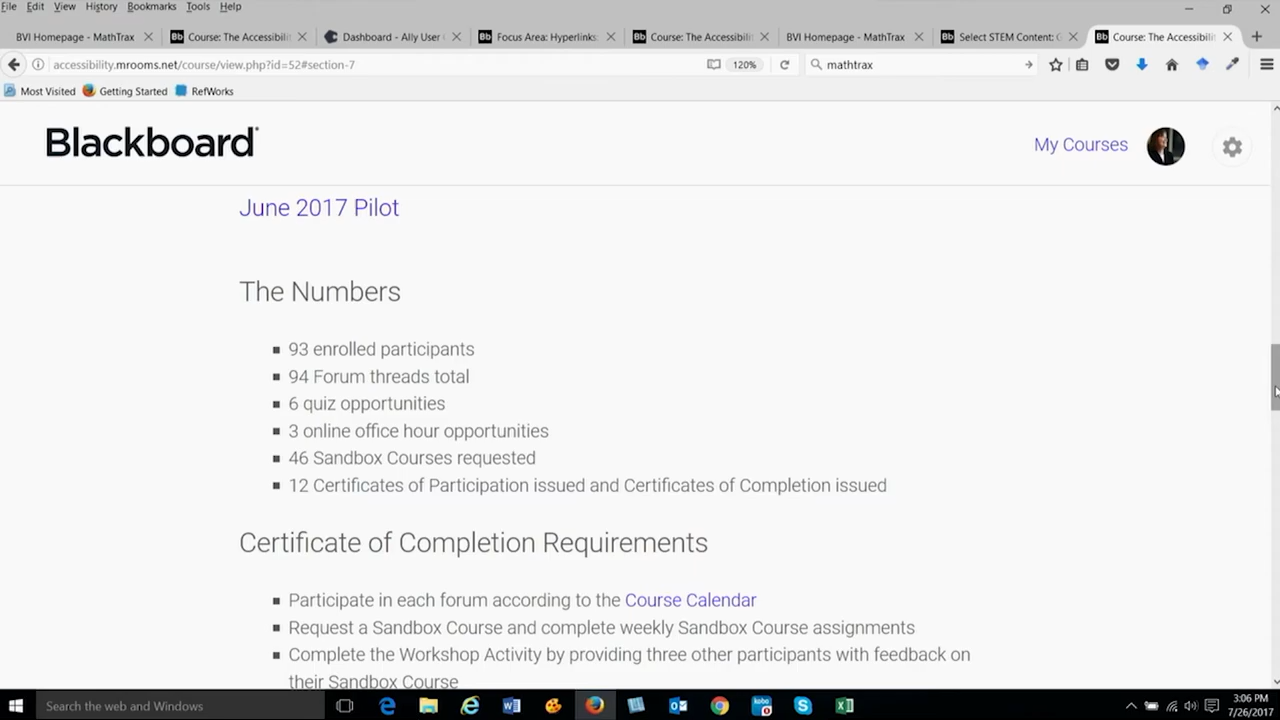 File Edit View History Bookmarks Tools Help
BVI Homepage - MathTrax
Course: The Accessibili
Dashboard - Ally User
Focus Area: Hyperlinks
Course: The Accessibili
BVI Homepage - MathTrax
Select STEM Content: G
Course: The Accessibilit
accessibility.mrooms.net/course/view.php?id=52#section-7
120%
mathtrax
Most Visited Getting Started RefWorks
Blackboard
My Courses
June 2017 Pilot
The Numbers
93 enrolled participants
94 Forum threads total
6 quiz opportunities
3 online office hour opportunities
46 Sandbox Courses requested
12 Certificates of Participation issued and Certificates of Completion issued
Certificate of Completion Requirements
Participate in each forum according to the Course Calendar
Request a Sandbox Course and complete weekly Sandbox Course assignments
Complete the Workshop Activity by providing three other participants with feedback on
their Sandbox Course
Search the web and Windows
3:06 PM
7/26/2017